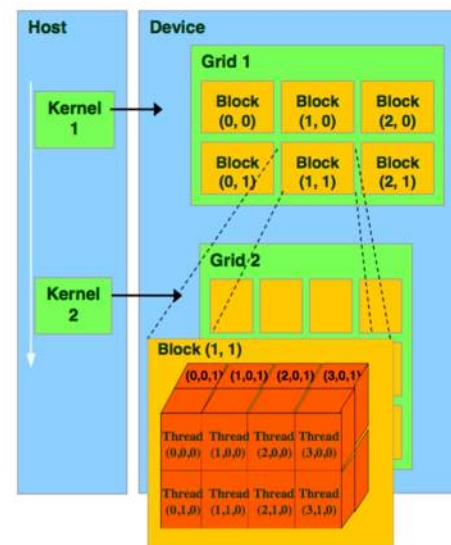 Host
Device
Grid 1
Kernel
1
Block
(0, 0)
Block
(1, 0)
Block
(2, 0)
Block
(0, 1)
Block
(1, 1)
Block
(2, 1)
Grid 2
Kernel
2
Block (1, 1)
(0,0,1) (1,0,1) (2,0,1) (3,0,1)
Thread Thread Thread Thread
(0,0,0) (1,0,0) (2,0,0) (3,0,0)
Thread Thread Thread Thread
(0,1,0) (1,1,0) (2,1,0) (3,1,0)